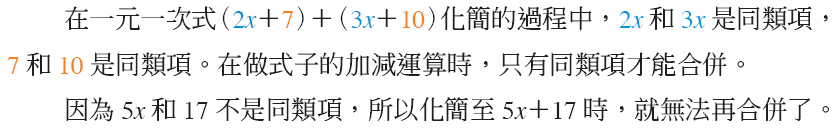 在一元一次式(2x+7)+(3x+10)化簡的過程中，2x 和 3x 是同類項，
7 和 10 是同類項。在做式子的加減運算時，只有同類項才能合併。
因為 5x 和 17 不是同類項，所以化簡至 5x+17 時，就無法再合併了。